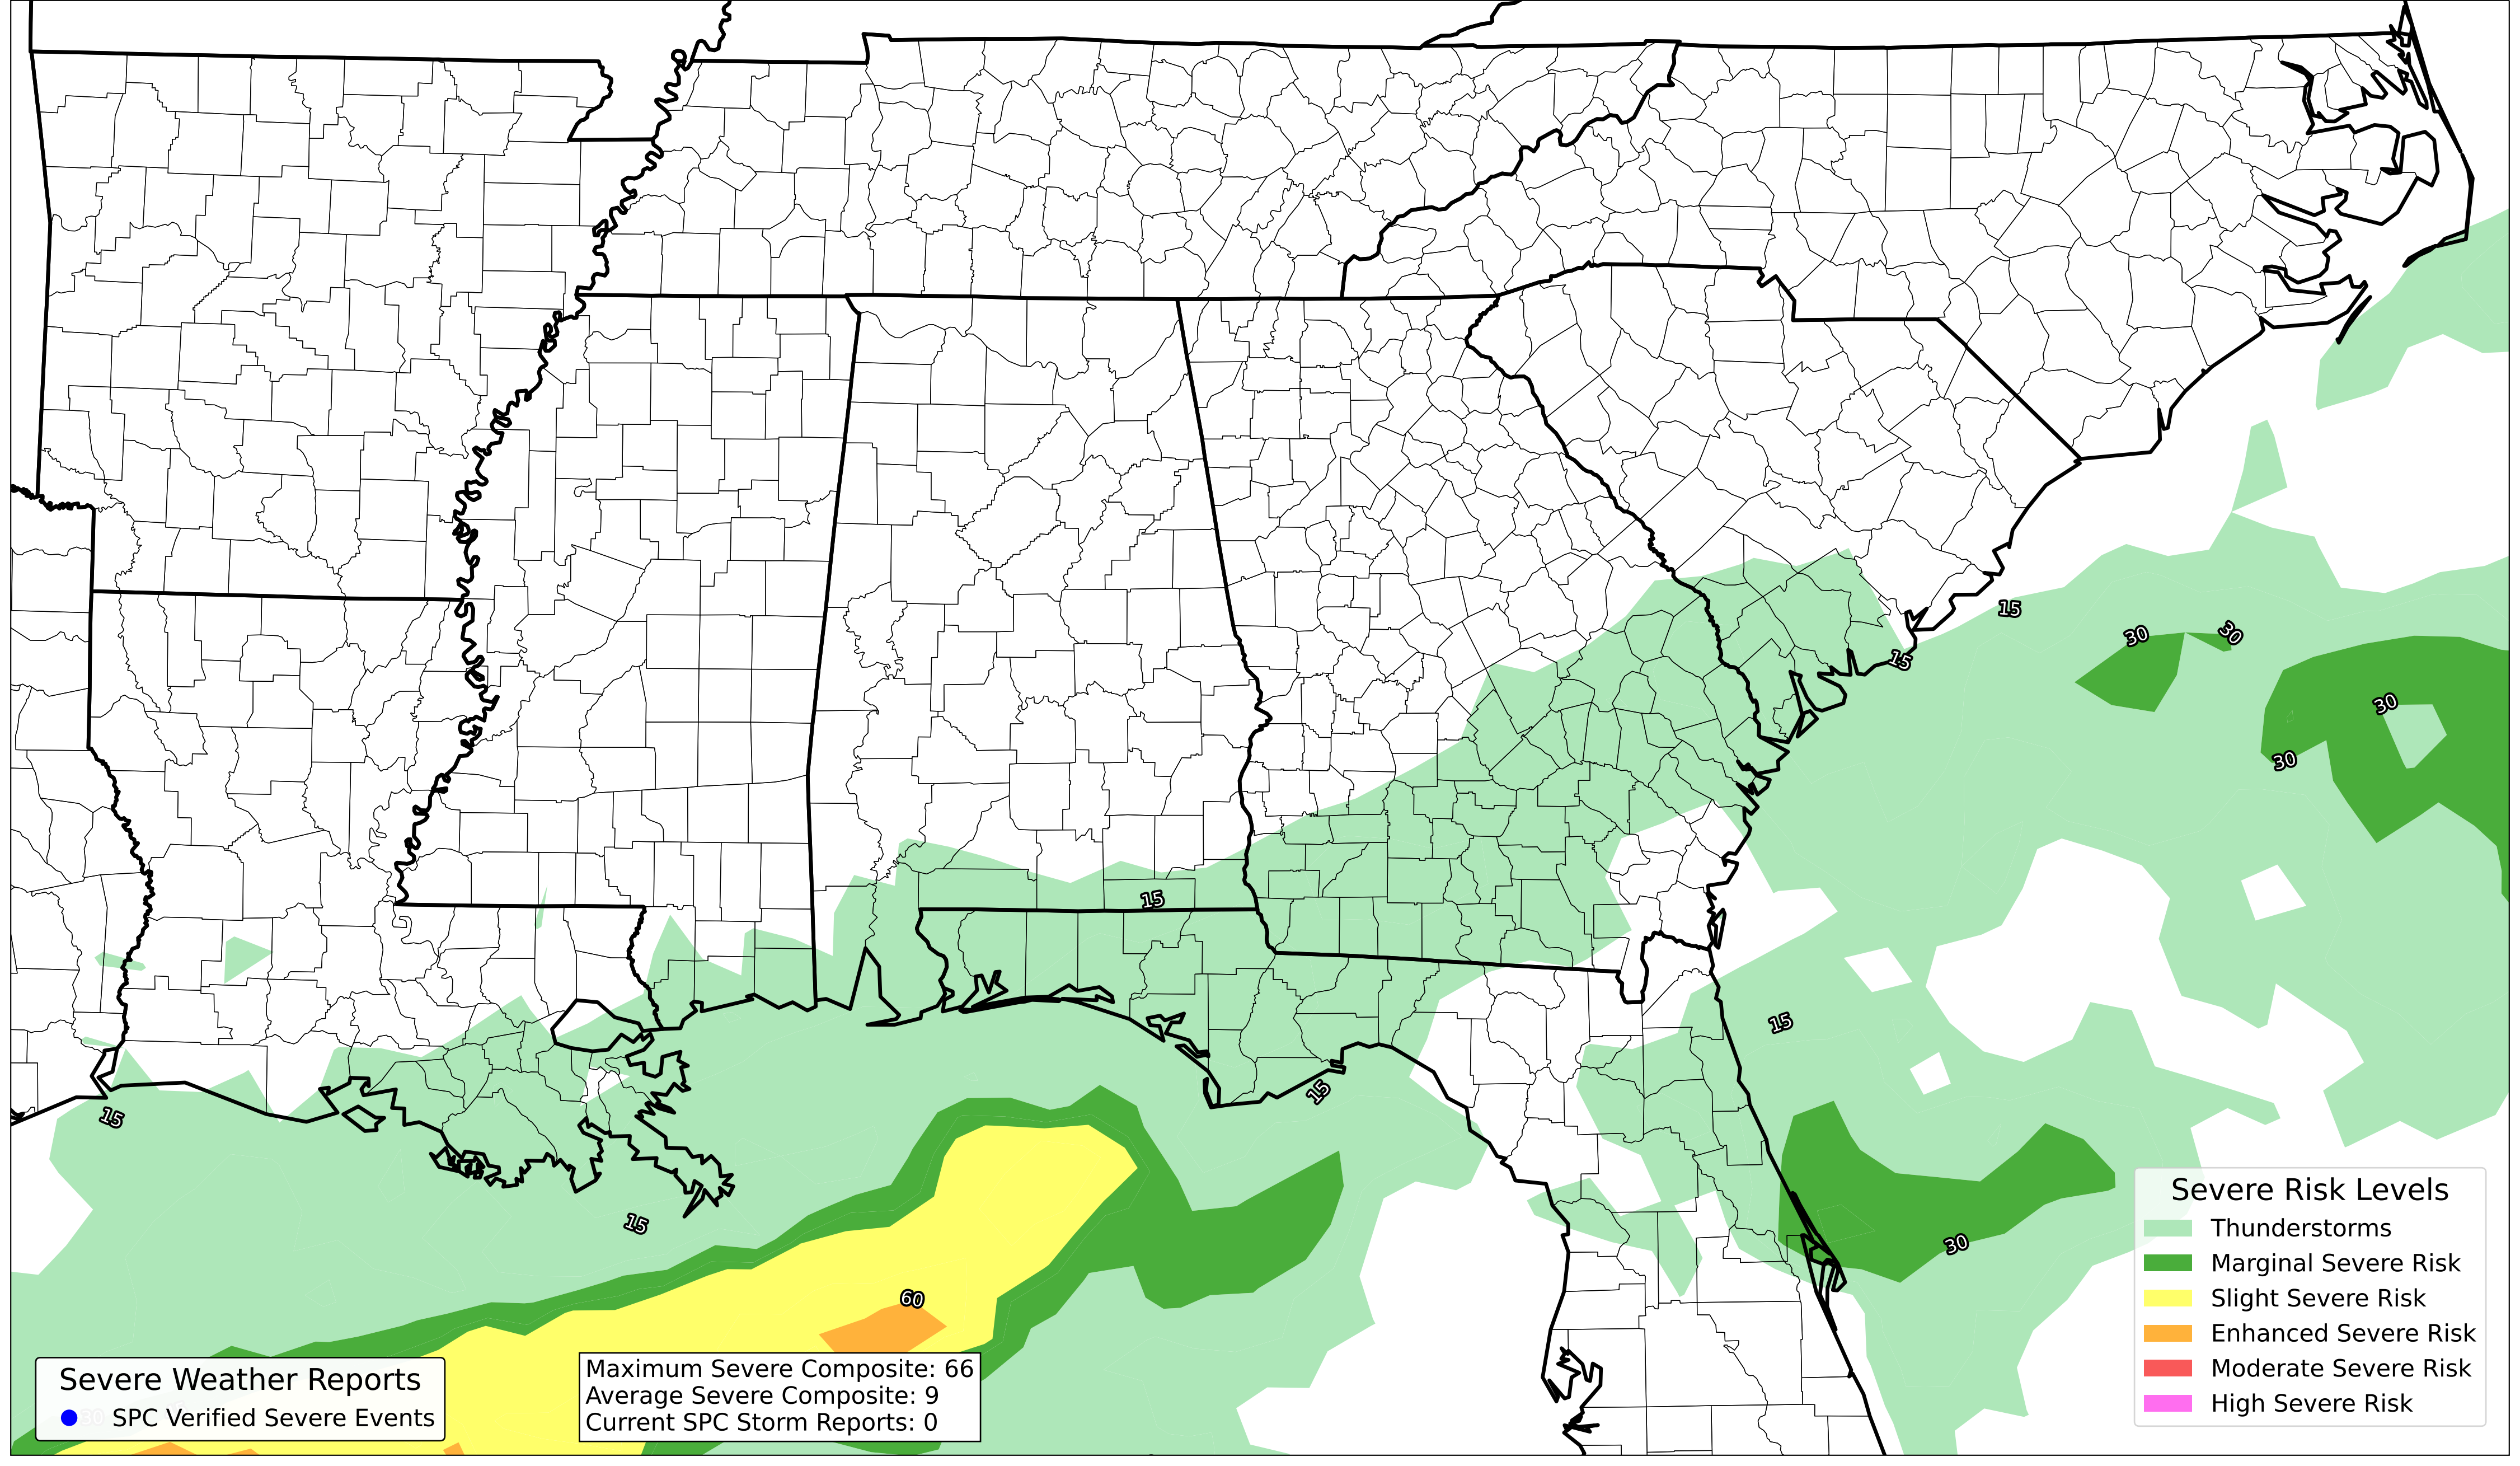 30
30
15
15
30
30
15
15
15
15
15
30
60
Severe Risk Levels
Thunderstorms
Marginal Severe Risk
Slight Severe Risk
Enhanced Severe Risk
Moderate Severe Risk
High Severe Risk
Severe Weather Reports
SPC Verified Severe Events
30
Maximum Severe Composite: 66
Average Severe Composite: 9
Current SPC Storm Reports: 0